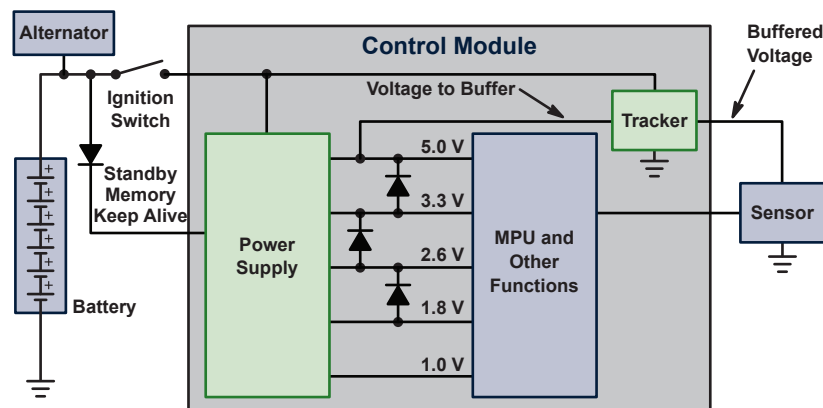 Alternator
Control Module
Buffered
Voltage
Ignition
Switch
Voltage to Buffer
Tracker
Standby
Memory
Keep Alive
Power
Supply
5.0 V
3.3 V
2.6 V
1.8 V
1.0 V
MPU and
Other
Functions
Sensor
Battery
+
+
+
+
+
+